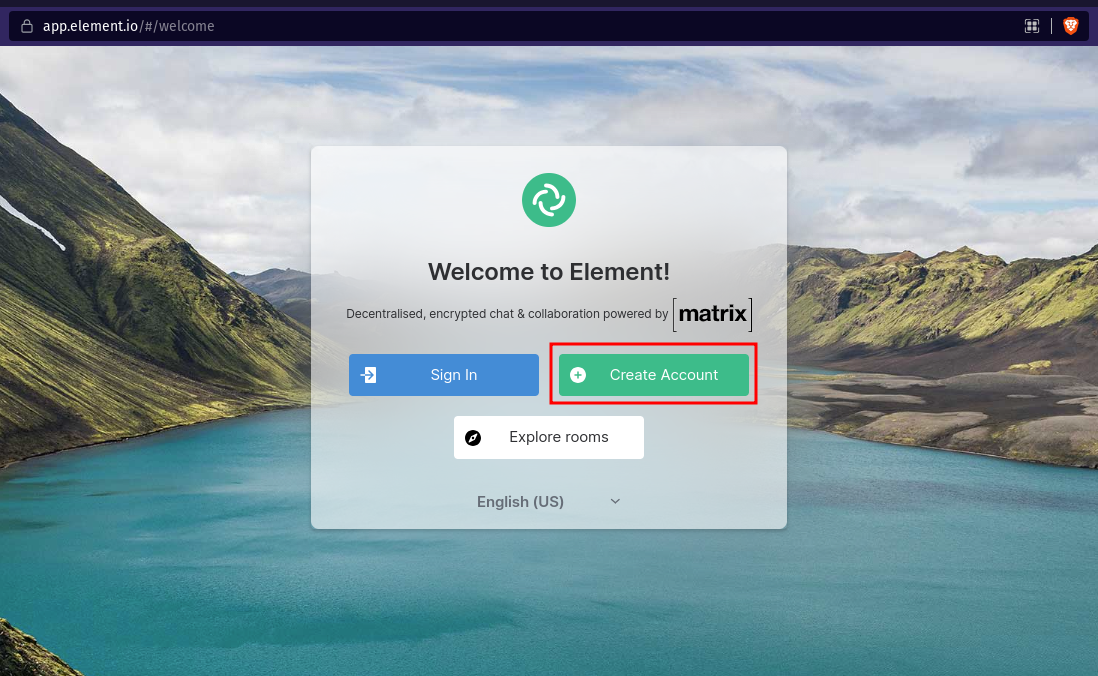 app.element.io/#/welcome
Welcome to Element!
Decentralised, encrypted chat & collaboration powered by [matrix]
Sign In
Create Account
Explore rooms
English (US)